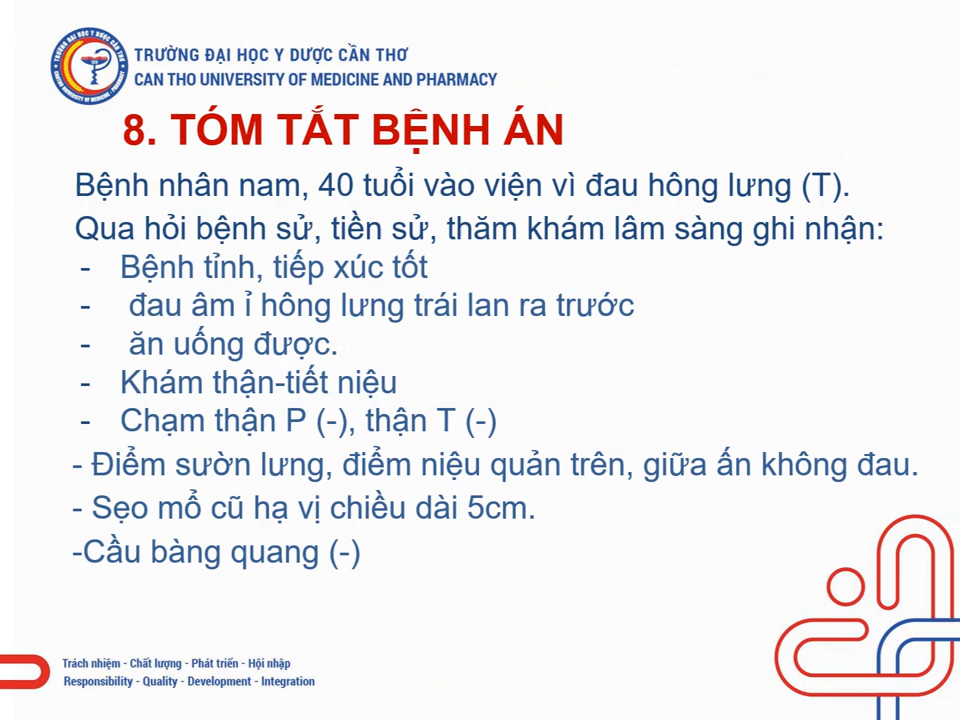 TRƯỜNG ĐẠI HỌC Y DƯỢC CẦN THƠ
CAN THO UNIVERSITY OF MEDICINE AND PHARMACY
8. TÓM TẮT BỆNH ÁN
Bệnh nhân nam, 40 tuổi vào viện vì đau hông lưng (T).
Qua hỏi bệnh sử, tiền sử, thăm khám lâm sàng ghi nhận:
- Bệnh tỉnh, tiếp xúc tốt
- đau âm ỉ hông lưng trái lan ra trước
- ăn uống được.
- Khám thận-tiết niệu
- Chạm thận P (-), thận T (-)
- Điểm sườn lưng, điểm niệu quản trên, giữa ấn không đau.
- Sẹo mổ cũ hạ vị chiều dài 5cm.
-Cầu bàng quang (-)
Trách nhiệm - Chất lượng - Phát triển - Hội nhập
Responsibility - Quality - Development - Integration